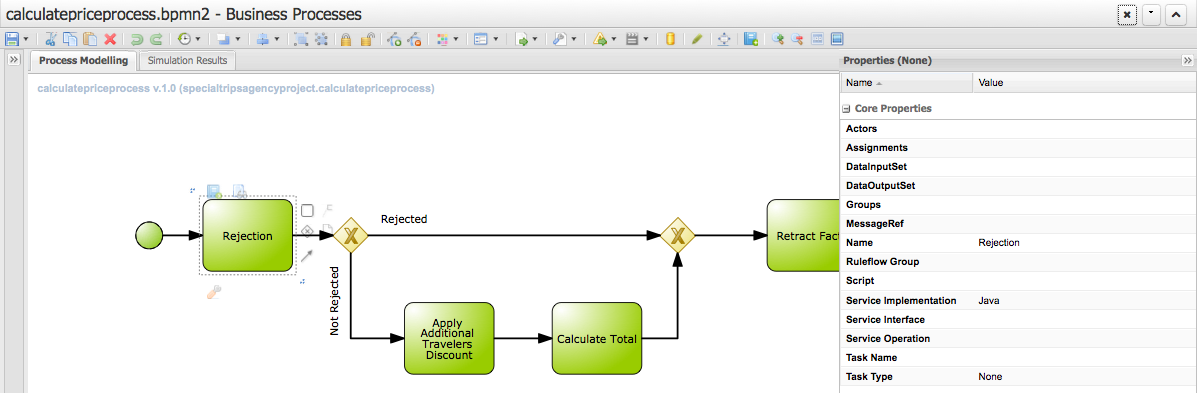 calculatepriceprocess.bpmn2 - Business Processes
Process Modelling
Simulation Results
calculatepriceprocess v.1.0 (specialtripsagencyproject.calculatepriceprocess)
Rejection
Rejected
Not Rejected
Apply
Additional
Travelers
Discount
Calculate Total
Retract Fact
Properties (None)
Name Value
Core Properties
Actors
Assignments
DataInputSet
DataOutputSet
Groups
MessageRef
Name Rejection
Ruleflow Group
Script
Service Implementation Java
Service Interface
Service Operation
Task Name
Task Type None